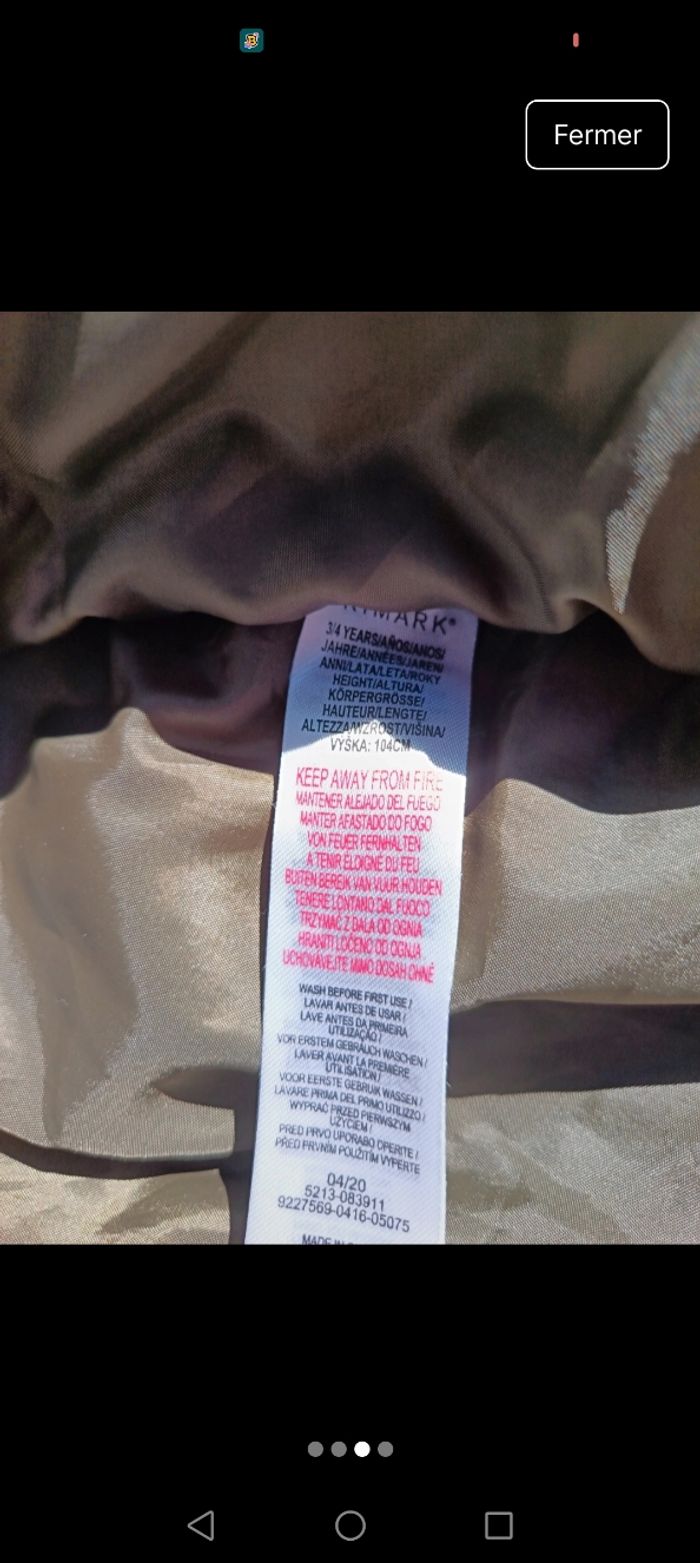 Fermer
RIMARK®
3/4 YEARS/AÑOS/ANOS/
JAHRE/ANNÉES/JAREN/
ANNI/LATA/LETA/ROKY
HEIGHT/ALTURA/
KÖRPERGRÖSSE/
HAUTEUR/LENGTE/
ALTEZZA/WZROST/VIŠINA/
VÝŠKA: 104CM
KEEP AWAY FROM FIRE
MANTENER ALEJADO DEL FUEGO
MANTER AFASTADO DO FOGO
VON FEUER FERNHALTEN
A TENIR ÉLOIGNÉ DU FEU
BUITEN BEREIK VAN VUUR HOUDEN
TENERE LONTANO DAL FUOCO
TRZYMAĆ Z DALA OD OGNIA
HRANITI LOČENO OD OGNJA
UCHOVÁVEJTE MIMO DOSAH OHNĚ
WASH BEFORE FIRST USE /
LAVAR ANTES DE USAR /
LAVE ANTES DA PRIMEIRA
UTILIZAÇÃO /
VOR ERSTEM GEBRAUCH WASCHEN /
LAVER AVANT LA PREMIÈRE
UTILISATION /
VOOR EERSTE GEBRUIK WASSEN /
LAVARE PRIMA DEL PRIMO UTILIZZO /
WYPRAĆ PRZED PIERWSZYM
UŻYCIEM /
PRED PRVO UPORABO OPERITE /
PŘED PRVNÍM POUŽITÍM VYPERTE
04/20
5213-083911
9227569-0416-05075
MADE IN